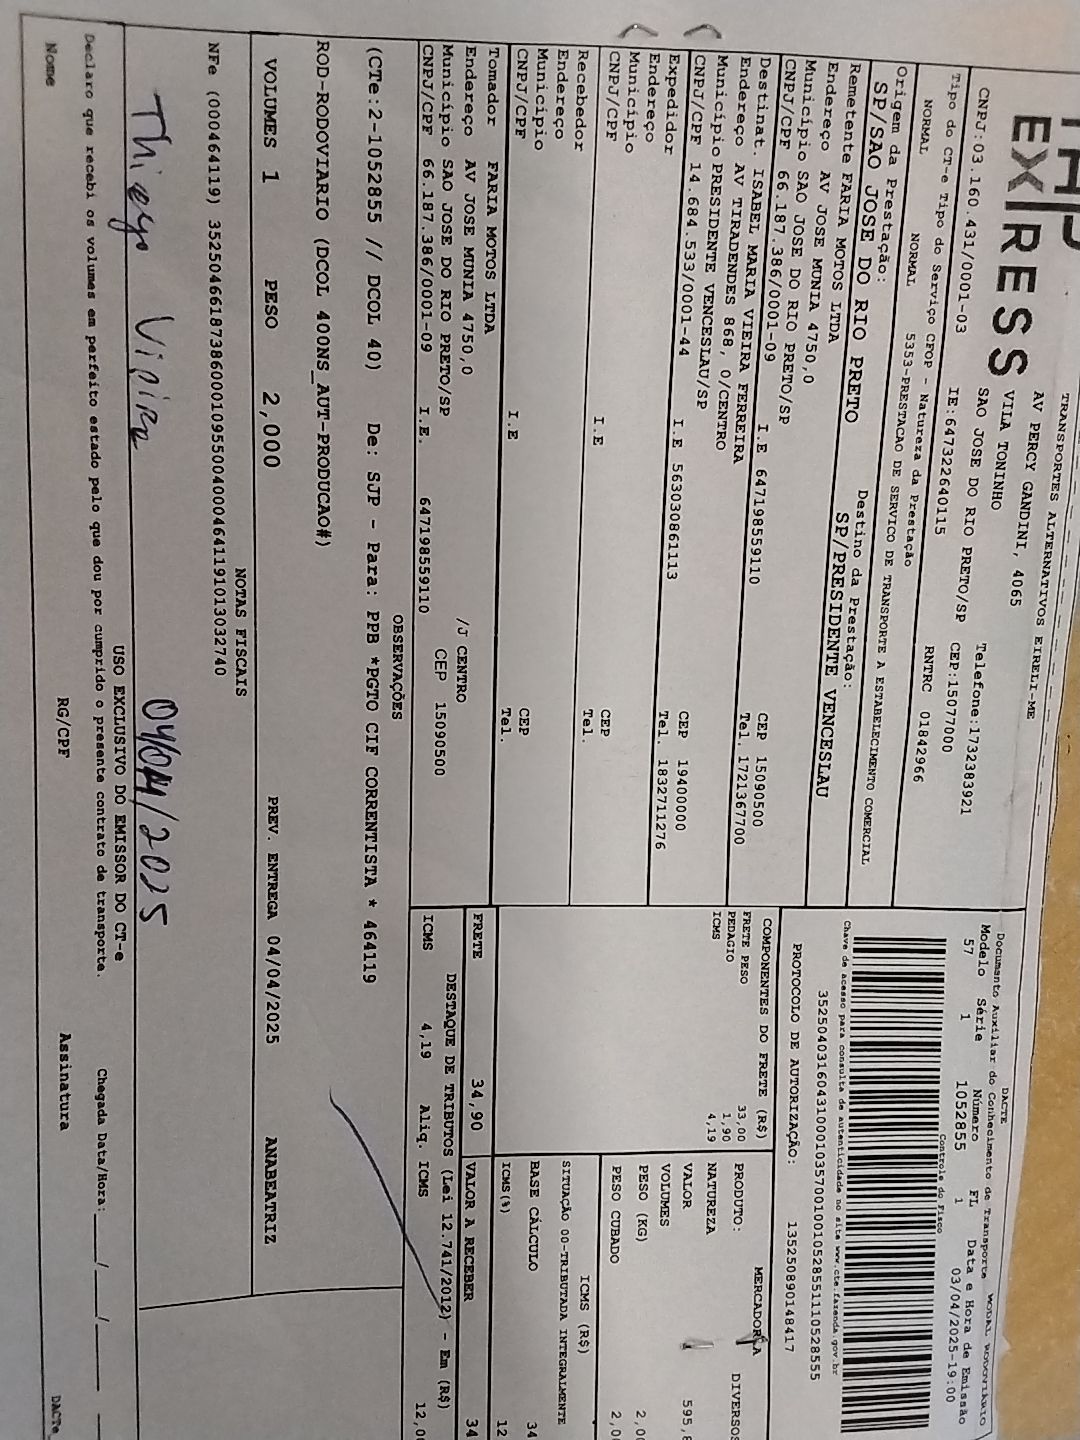 EXPRESS
TRANSPORTES ALTERNATIVOS EIRELI-ME
AV PERCY GANDINI, 4065
VILA TONINHO
SAO JOSE DO RIO PRETO/SP CEP:15077000
Telefone:1732383921
CNPJ:03.160.431/0001-03 IE:647322640115
DACTE
Documento Auxiliar do Conhecimento de Transporte MODAL RODOVIÁRIO
Modelo Série Número FL Data e Hora de Emissão
57 1 1052855 1 03/04/2025-19:00
Controle do Fisco
Tipo do CT-e Tipo do Serviço CFOP - Natureza da Prestação RNTRC 01842966
NORMAL NORMAL 5353-PRESTACAO DE SERVICO DE TRANSPORTE A ESTABELECIMENTO COMERCIAL
Chave de acesso para consulta de autenticidade no site www.cte.fazenda.gov.br
Origem da Prestação: Destino da Prestação:
SP/SAO JOSE DO RIO PRETO SP/PRESIDENTE VENCESLAU
PROTOCOLO DE AUTORIZAÇÃO: 135250890148417
Remetente FARIA MOTOS LTDA
Endereço AV JOSE MUNIA 4750,0
Município SAO JOSE DO RIO PRETO/SP CEP 15090500
CNPJ/CPF 66.187.386/0001-09 I.E 647198559110 Tel. 1721367700
Destinat. ISABEL MARIA VIEIRA FERREIRA
Endereço AV TIRADENDES 868, 0/CENTRO
Município PRESIDENTE VENCESLAU/SP CEP 19400000
CNPJ/CPF 14.684.533/0001-44 I.E 563030861113 Tel. 1832711276
Expedidor
Endereço
Município CEP
CNPJ/CPF I.E Tel.
Recebedor
Endereço
Município CEP
CNPJ/CPF I.E Tel.
Tomador FARIA MOTOS LTDA
Endereço AV JOSE MUNIA 4750,0 /J CENTRO
Município SAO JOSE DO RIO PRETO/SP CEP 15090500
CNPJ/CPF 66.187.386/0001-09 I.E. 647198559110
COMPONENTES DO FRETE (R$)
FRETE PESO 33,00
PEDAGIO 1,90
ICMS 4,19
FRETE 34,90
MERCADORIA
PRODUTO: DIVERSOS
NATUREZA
VALOR 595,
VOLUMES
PESO (KG) 2,0
PESO CUBADO 2,00
ICMS (R$)
SITUAÇÃO 00-TRIBUTADA INTEGRALMENTE
BASE CÁLCULO 34
ICMS(%) 12
VALOR A RECEBER 34
DESTAQUE DE TRIBUTOS (Lei 12.741/2012) - Em (R$)
ICMS 4,19 Aliq. ICMS 12,0
OBSERVAÇÕES
(CTe:2-1052855 // DCOL 40) De: SJP - Para: PPB *PGTO CIF CORRENTISTA * 464119
ROD-RODOVIARIO (DCOL 400NS_AUT-PRODUCAO#)
VOLUMES 1 PESO 2,000 PREV. ENTREGA 04/04/2025 ANABEATRIZ
NOTAS FISCAIS
NFe (000464119)
USO EXCLUSIVO DO EMISSOR DO CT-e
Thiago Vieira 04/04/2025
Declaro que recebi os volumes em perfeito estado pelo que dou por cumprido o presente contrato de transporte. Chegada Data/Hora:___/___/___
Nome RG/CPF Assinatura DACTe